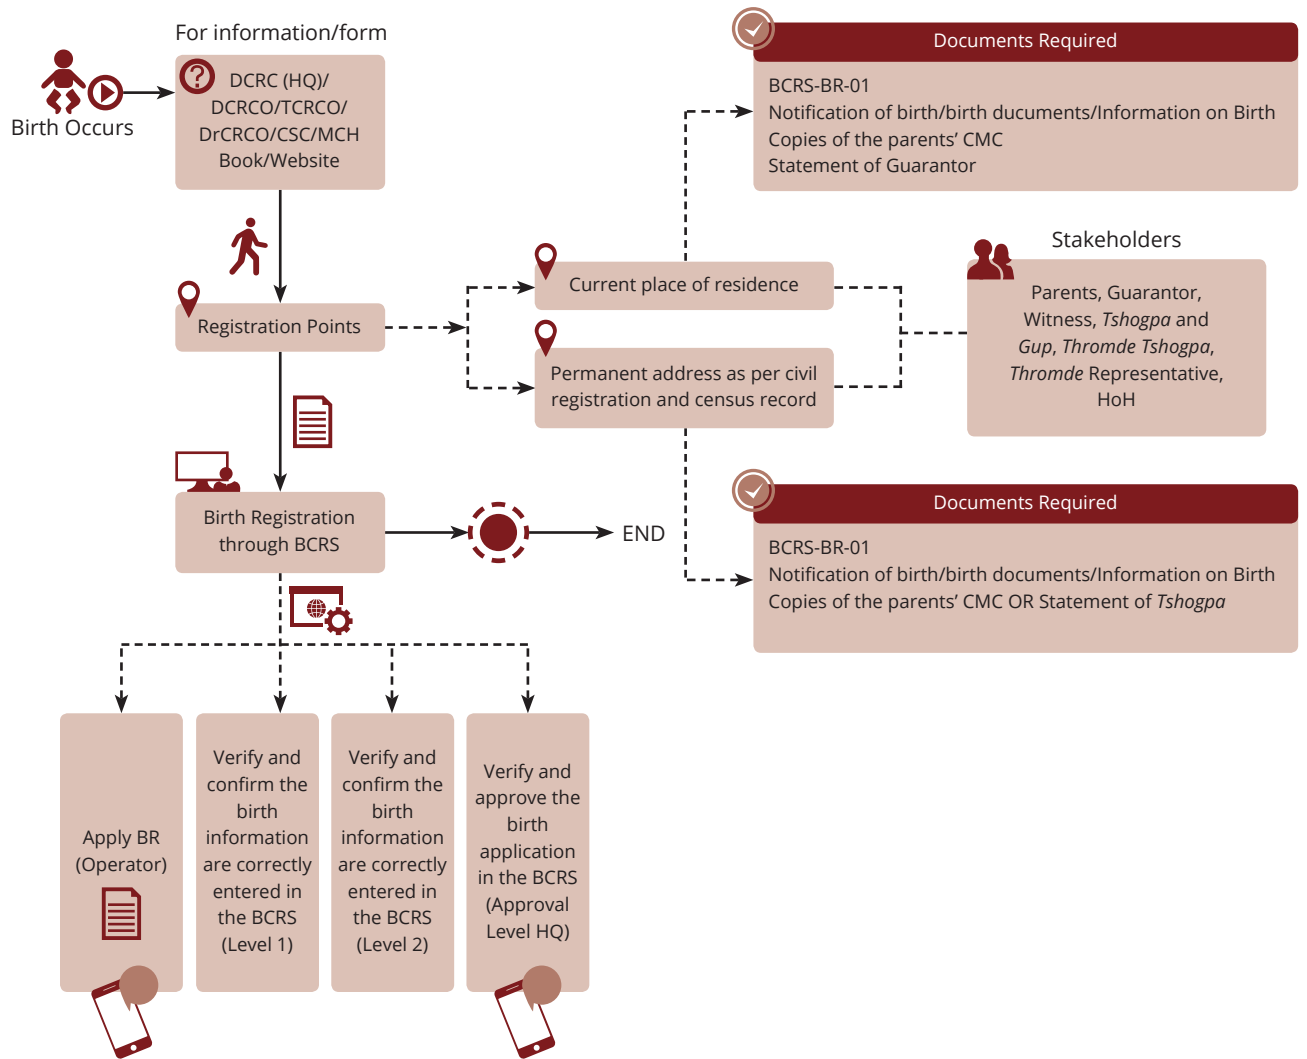 For information/form
Birth Occurs
DCRC (HQ)/
DCRCO/TCRCO/
DrCRCO/CSC/MCH
Book/Website
Documents Required
BCRS-BR-01
Notification of birth/birth ducuments/Information on Birth
Copies of the parents’ CMC
Statement of Guarantor
Registration Points
Current place of residence
Permanent address as per civil
registration and census record
Stakeholders
Parents, Guarantor,
Witness, Tshogpa and
Gup, Thromde Tshogpa,
Thromde Representative,
HoH
Birth Registration
through BCRS
END
Documents Required
BCRS-BR-01
Notification of birth/birth documents/Information on Birth
Copies of the parents’ CMC OR Statement of Tshogpa
Apply BR
(Operator)
Verify and
confirm the
birth
information
are correctly
entered in
the BCRS
(Level 1)
Verify and
confirm the
birth
information
are correctly
entered in
the BCRS
(Level 2)
Verify and
approve the
birth
application
in the BCRS
(Approval
Level HQ)